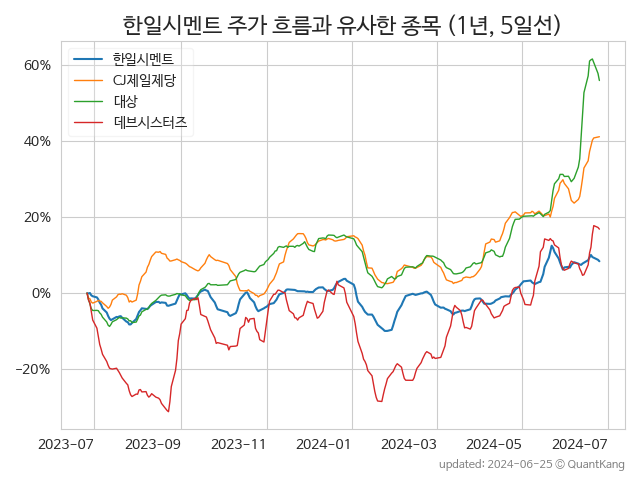 한일시멘트 주가 흐름과 유사한 종목 (1년, 5일선)
한일시멘트
CJ제일제당
대상
데브시스터즈
60%
40%
20%
0%
−20%
2023-07 2023-09 2023-11 2024-01 2024-03 2024-05 2024-07
updated: 2024-06-25 © QuantKang